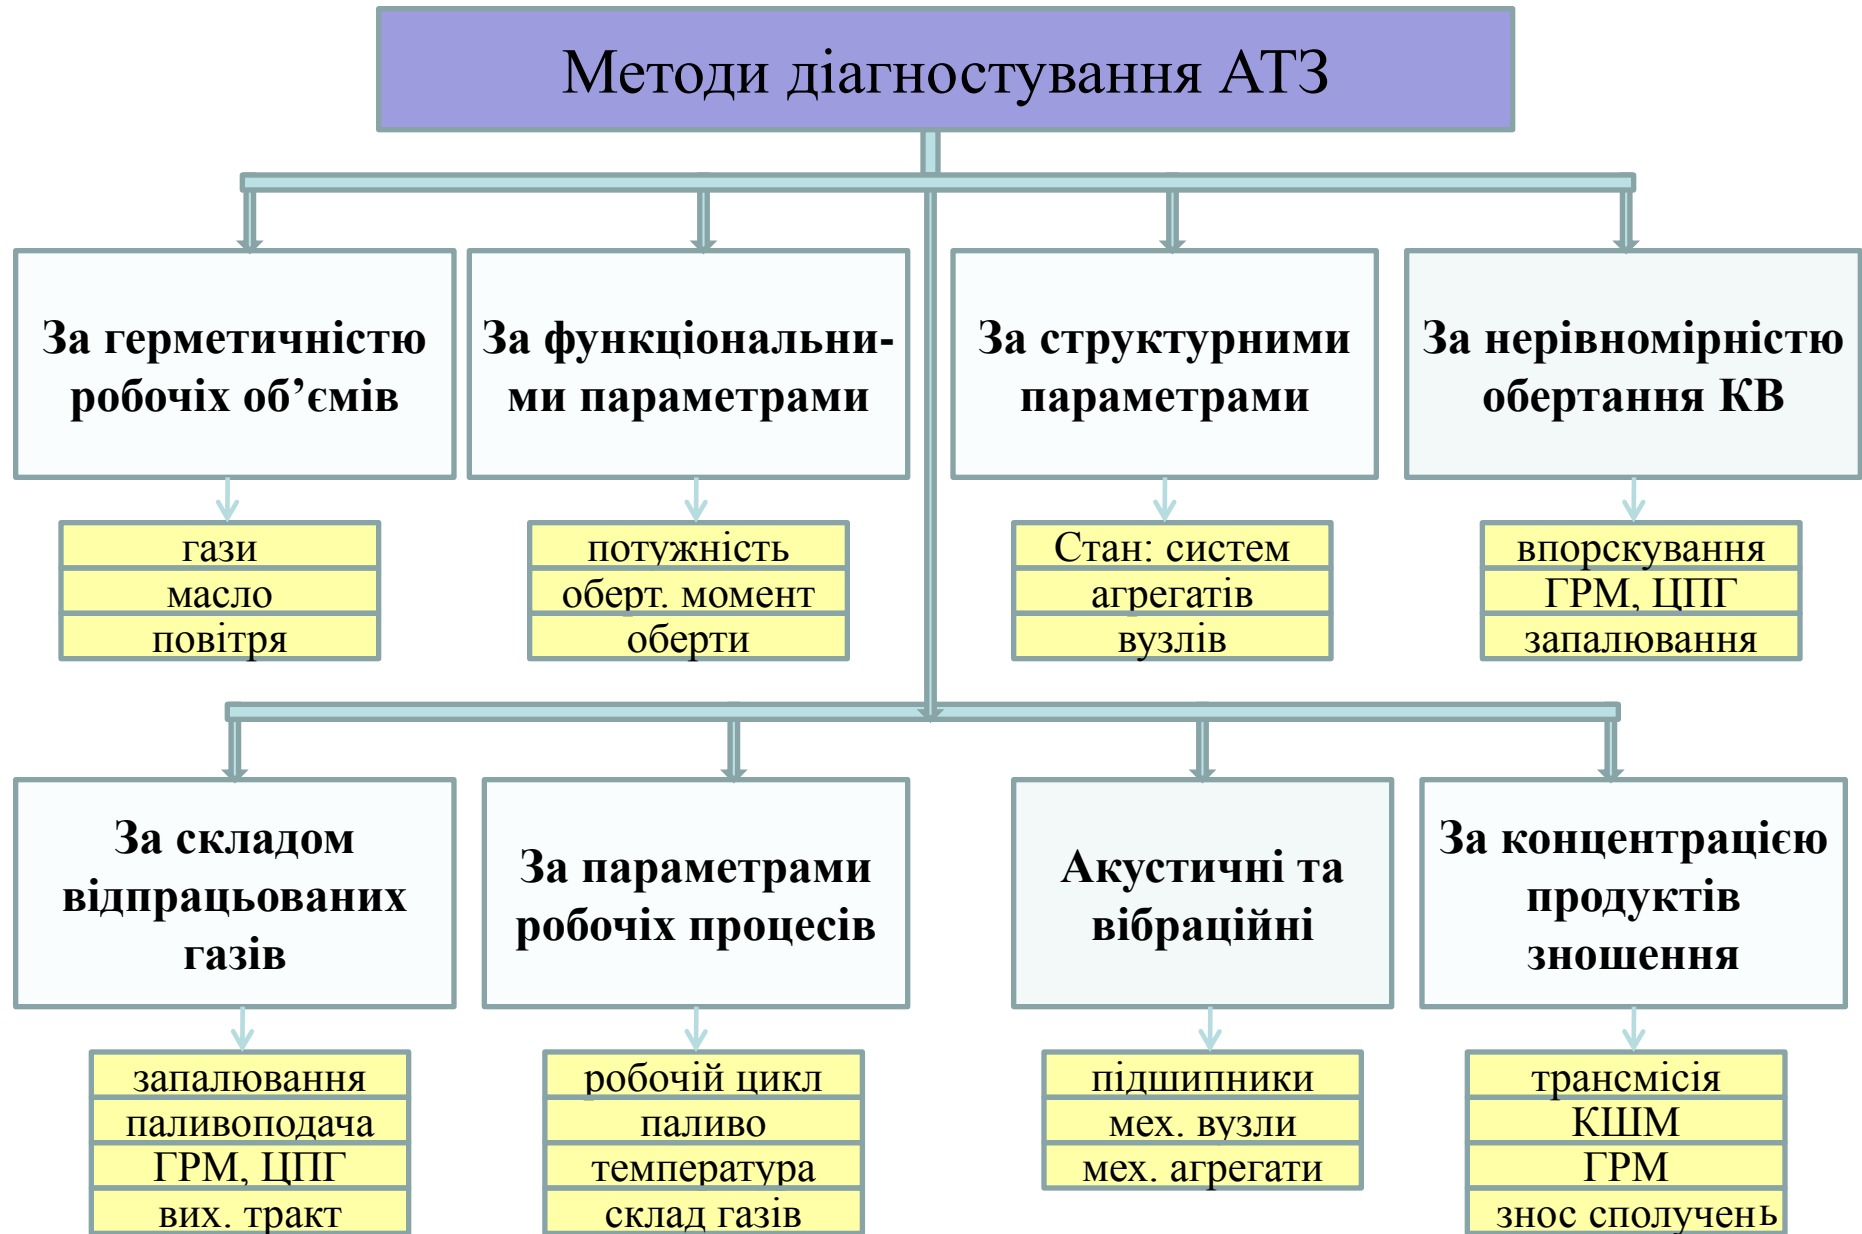 Методи діагностування АТЗ
За герметичністю
робочіх об’ємів
За функціональни-
ми параметрами
За структурними
параметрами
За нерівномірністю
обертання КВ
гази
масло
повітря
потужність
оберт. момент
оберти
Стан: систем
агрегатів
вузлів
впорскування
ГРМ, ЦПГ
запалювання
За складом
відпрацьованих
газів
За параметрами
робочіх процесів
Акустичні та
вібраційні
За концентрацією
продуктів
зношення
запалювання
паливоподача
ГРМ, ЦПГ
вих. тракт
робочій цикл
паливо
температура
склад газів
підшипники
мех. вузли
мех. агрегати
трансмісія
КШМ
ГРМ
знос сполучень